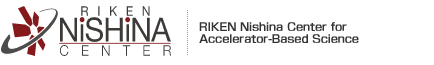 RIKEN
NiSHiNA
CENTER
RIKEN Nishina Center for
Accelerator-Based Science